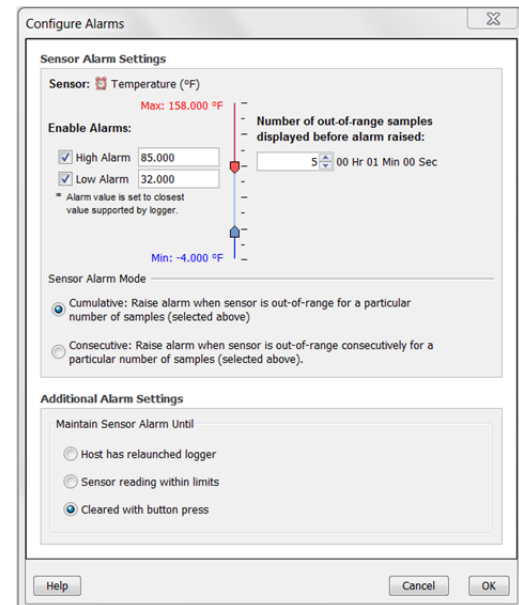 Configure Alarms
Sensor Alarm Settings
Sensor: Temperature (°F)
Max: 158.000 °F
Enable Alarms:
High Alarm 85.000
Low Alarm 32.000
* Alarm value is set to closest
value supported by logger.
Min: -4.000 °F
Number of out-of-range samples
displayed before alarm raised:
5 00 Hr 01 Min 00 Sec
Sensor Alarm Mode
Cumulative: Raise alarm when sensor is out-of-range for a particular
number of samples (selected above)
Consecutive: Raise alarm when sensor is out-of-range consecutively for a
particular number of samples (selected above).
Additional Alarm Settings
Maintain Sensor Alarm Until
Host has relaunched logger
Sensor reading within limits
Cleared with button press
Help Cancel OK